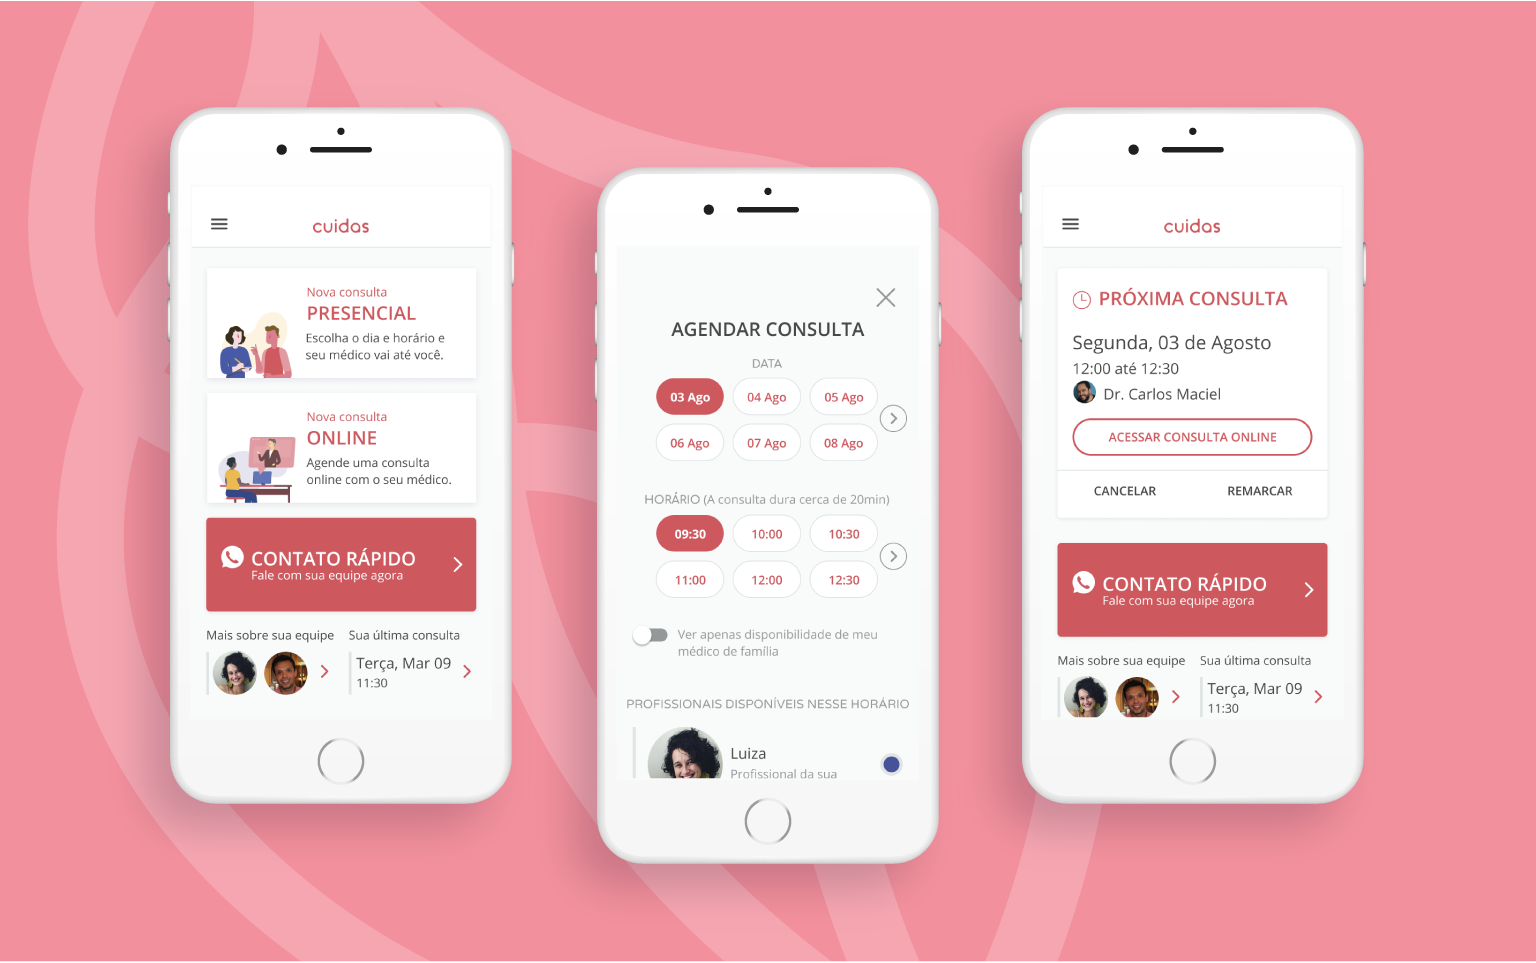 cuidas
Nova consulta
PRESENCIAL
Escolha o dia e horário e
seu médico vai até você.
Nova consulta
ONLINE
Agende uma consulta
online com o seu médico.
CONTATO RÁPIDO
Fale com sua equipe agora
Mais sobre sua equipe
Sua última consulta
Terça, Mar 09
11:30
AGENDAR CONSULTA
DATA
03 Ago
04 Ago
05 Ago
06 Ago
07 Ago
08 Ago
HORÁRIO (A consulta dura cerca de 20min)
09:30
10:00
10:30
11:00
12:00
12:30
Ver apenas disponibilidade de meu
médico de família
PROFISSIONAIS DISPONÍVEIS NESSE HORÁRIO
Luiza
Profissional da sua
cuidas
PRÓXIMA CONSULTA
Segunda, 03 de Agosto
12:00 até 12:30
Dr. Carlos Maciel
ACESSAR CONSULTA ONLINE
CANCELAR
REMARCAR
CONTATO RÁPIDO
Fale com sua equipe agora
Mais sobre sua equipe
Sua última consulta
Terça, Mar 09
11:30